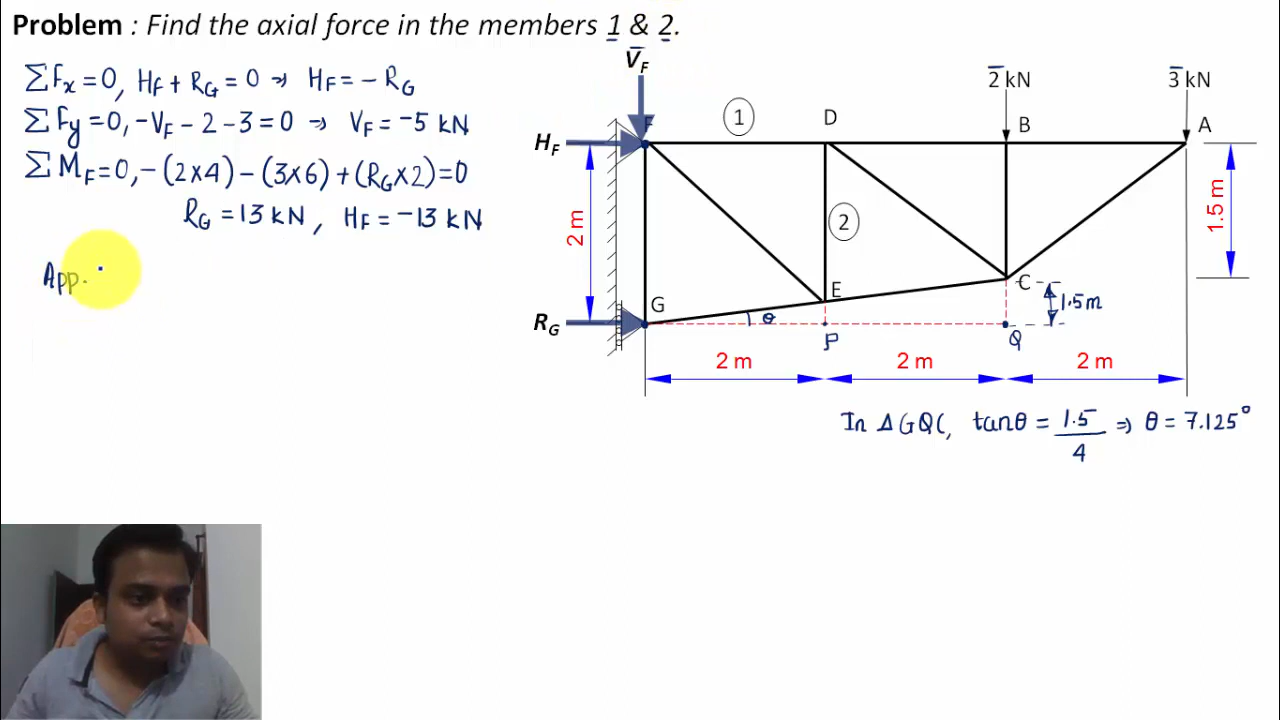 Problem : Find the axial force in the members 1 & 2.
ΣFx = 0, HF + RG = 0 ⇒ HF = - RG
ΣFy = 0, -VF - 2 - 3 = 0 ⇒ VF = -5 kN
ΣMF = 0, -(2×4) - (3×6) + (RG×2) = 0
RG = 13 kN, HF = -13 kN
App.
VF
2 kN
3 kN
F
1
D
B
A
HF
2 m
2
1.5 m
G
E
C
1.5m
RG
θ
P
Q
2 m
2 m
2 m
In ΔGQC, tanθ = 1.5/4 ⇒ θ = 7.125°